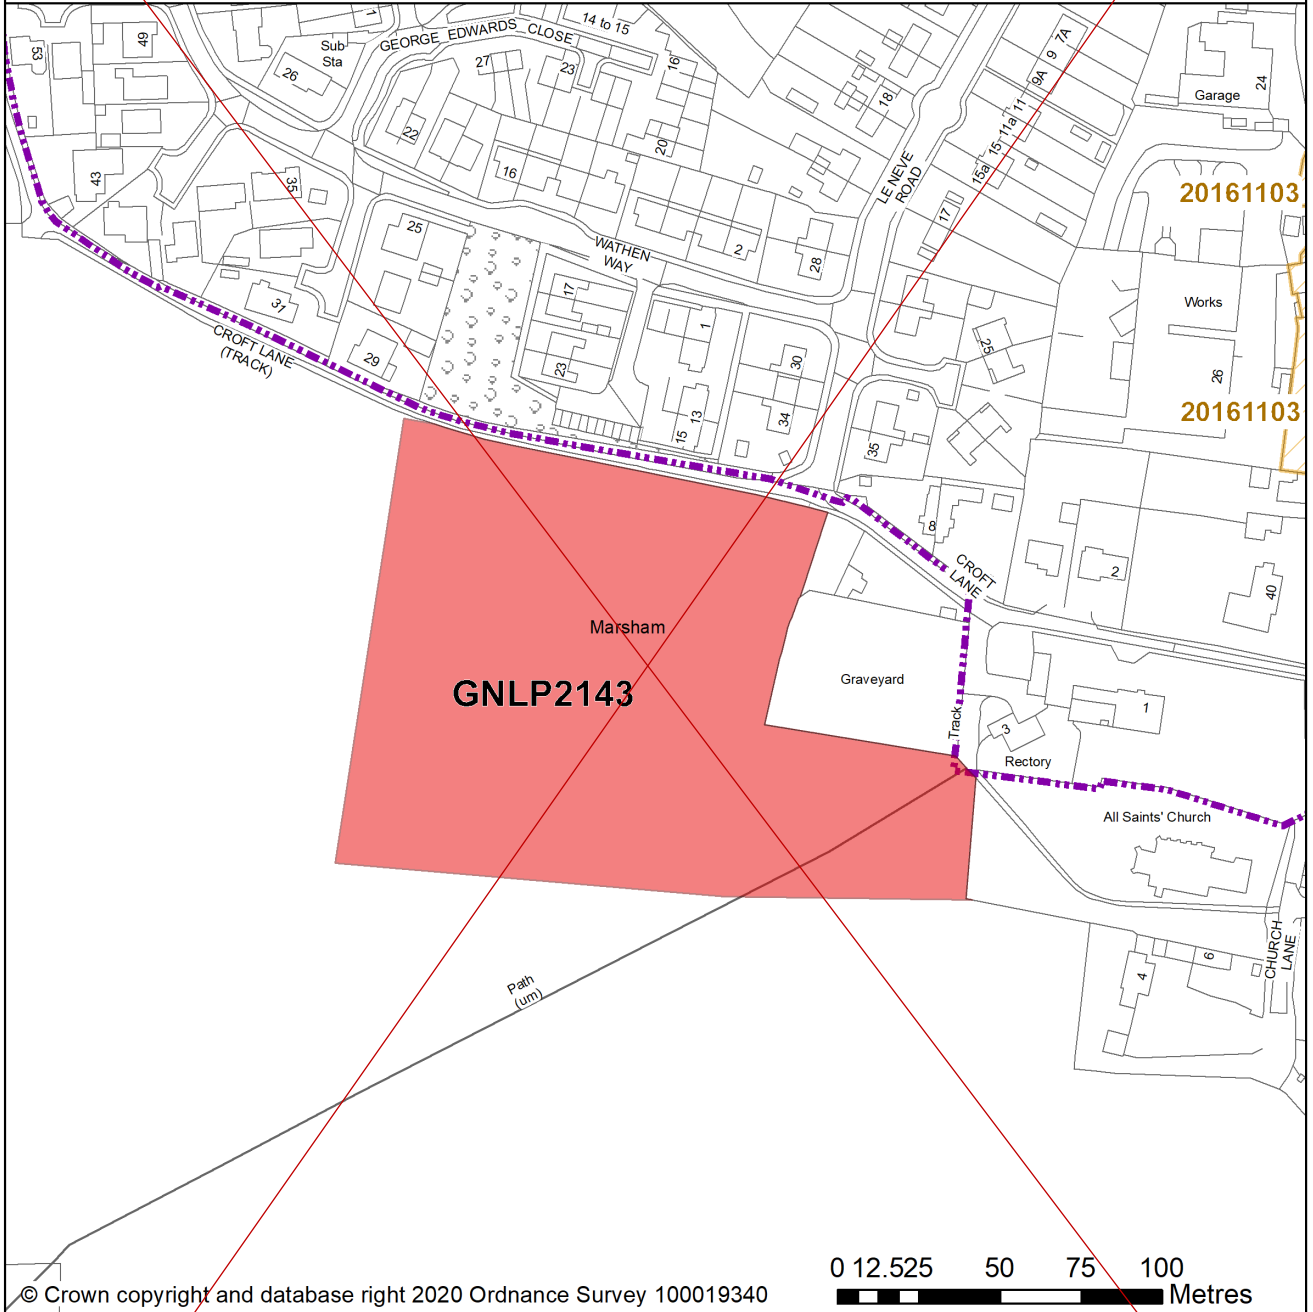 53
49
Sub
Sta
26
1
GEORGE EDWARDS CLOSE
14 to 15
27
23
16
22
16
20
18
LE NEVE
ROAD
7A
9
9A
11
11a
15
15a
17
Garage
24
20161103
43
35
25
WATHEN
WAY
2
28
17
1
31
CROFT LANE
(TRACK)
29
23
30
34
13
15
25
Works
26
20161103
35
8
CROFT
LANE
2
40
Marsham
GNLP2143
Graveyard
Track
3
Rectory
1
All Saints' Church
CHURCH
LANE
4
6
Path
(um)
0 12.525 50 75 100
Metres
© Crown copyright and database right 2020 Ordnance Survey 100019340